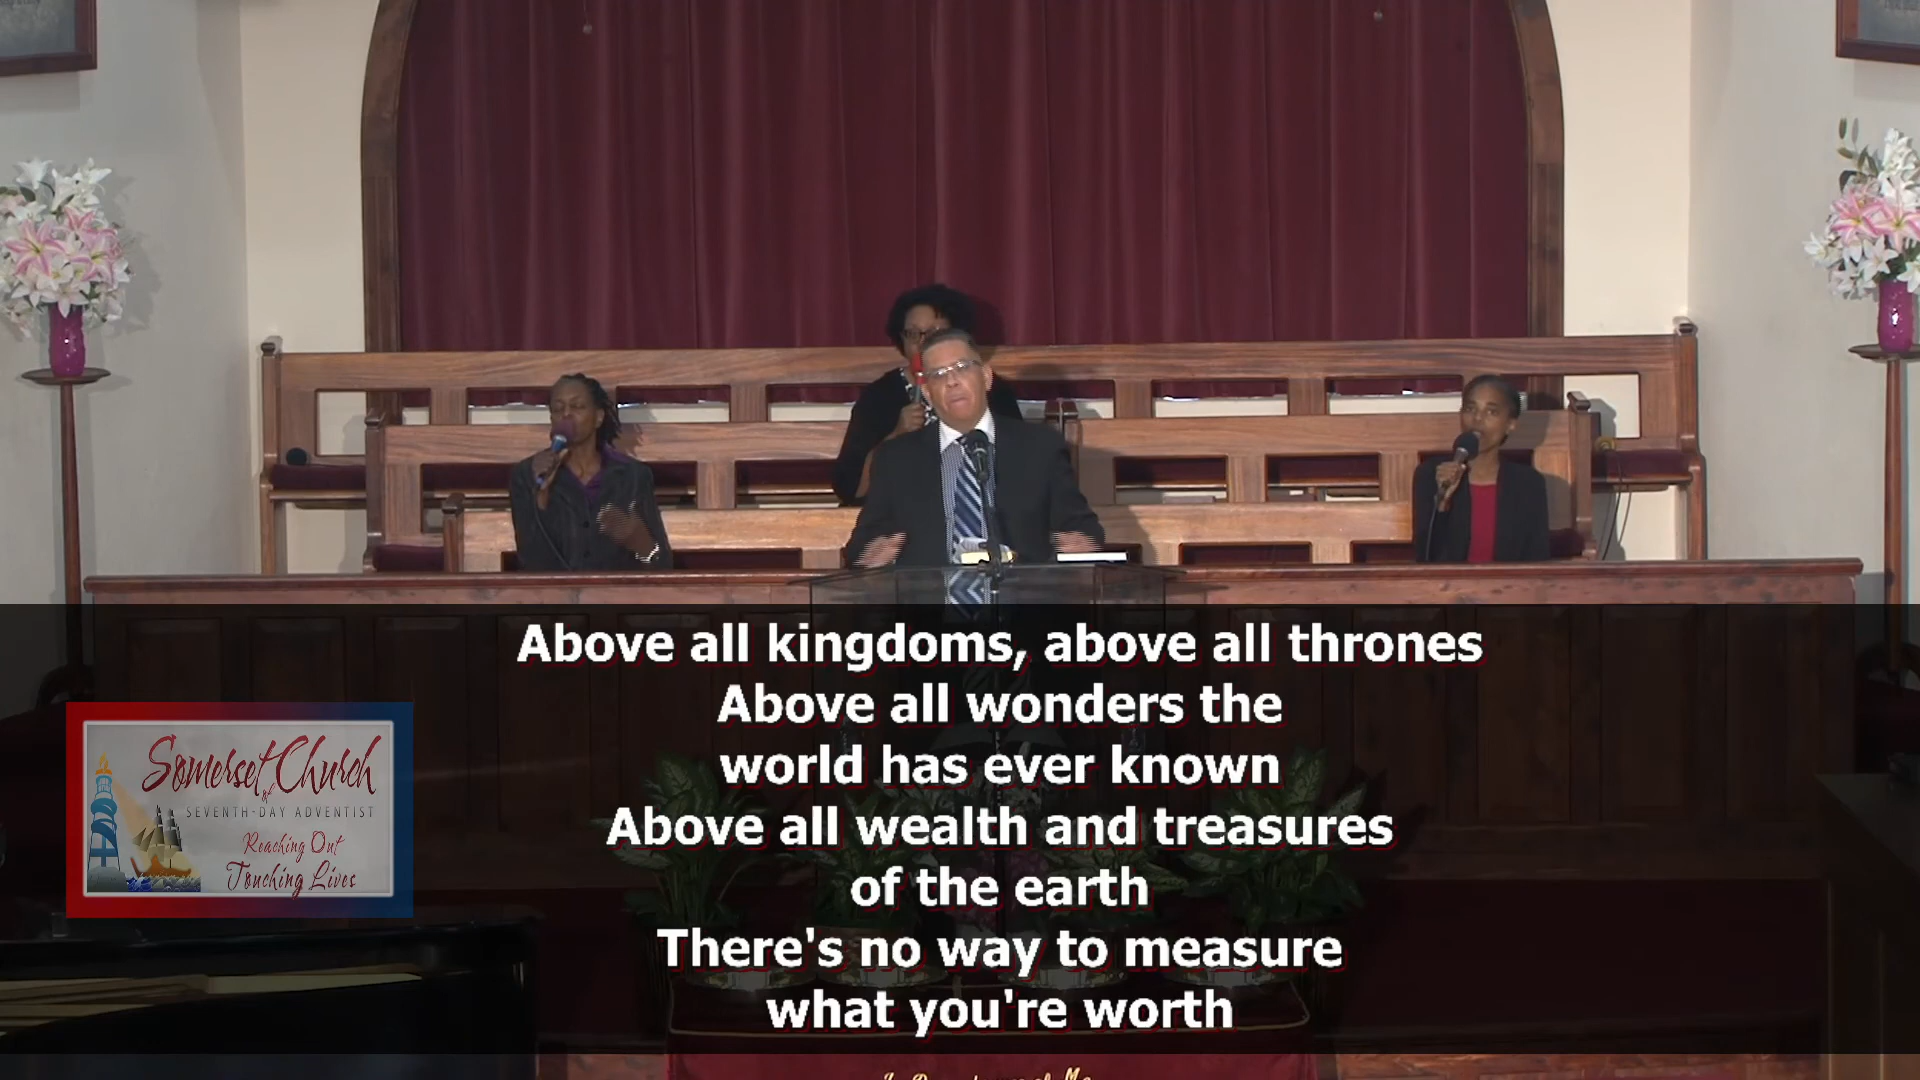 Above all kingdoms, above all thrones
Above all wonders the
world has ever known
Above all wealth and treasures
of the earth
There's no way to measure
what you're worth
Somerset Church
of
SEVENTH-DAY ADVENTIST
Reaching Out
Touching Lives